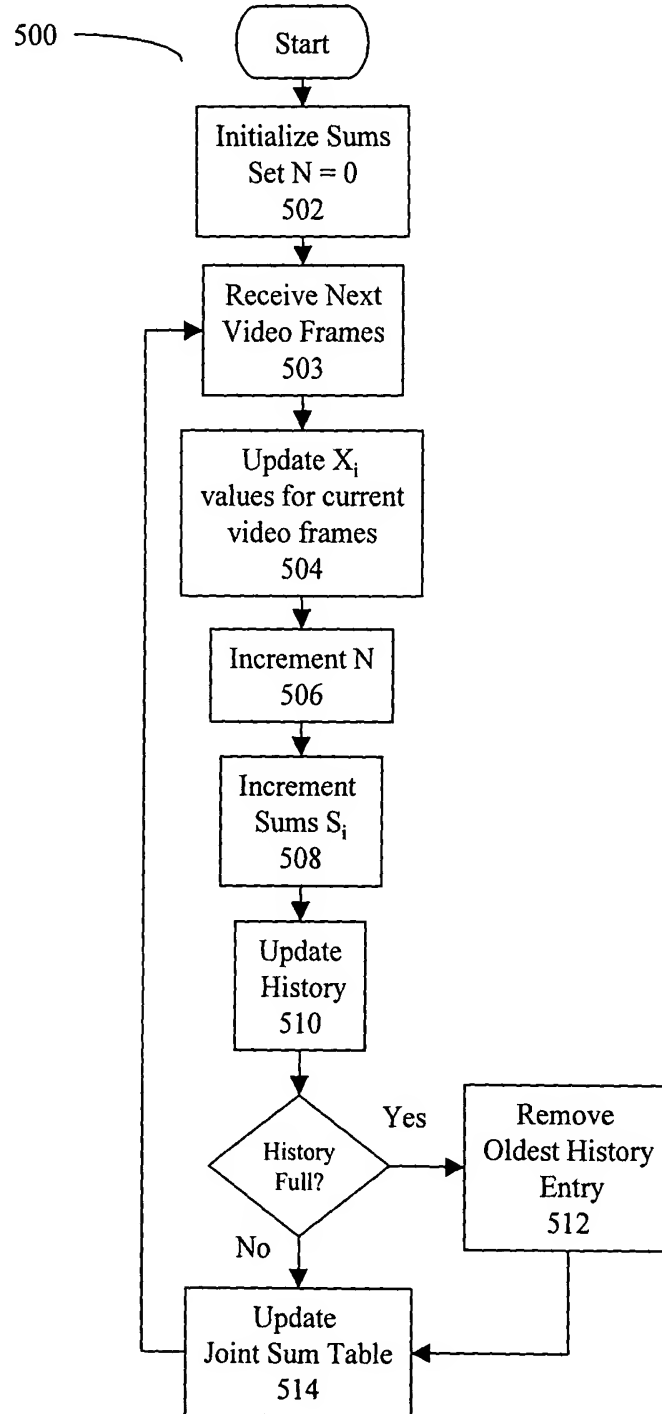 500
Start
Initialize Sums
Set N = 0
502
Receive Next
Video Frames
503
Update Xi
values for current
video frames
504
Increment N
506
Increment
Sums Si
508
Update
History
510
History
Full?
Yes
No
Remove
Oldest History
Entry
512
Update
Joint Sum Table
514